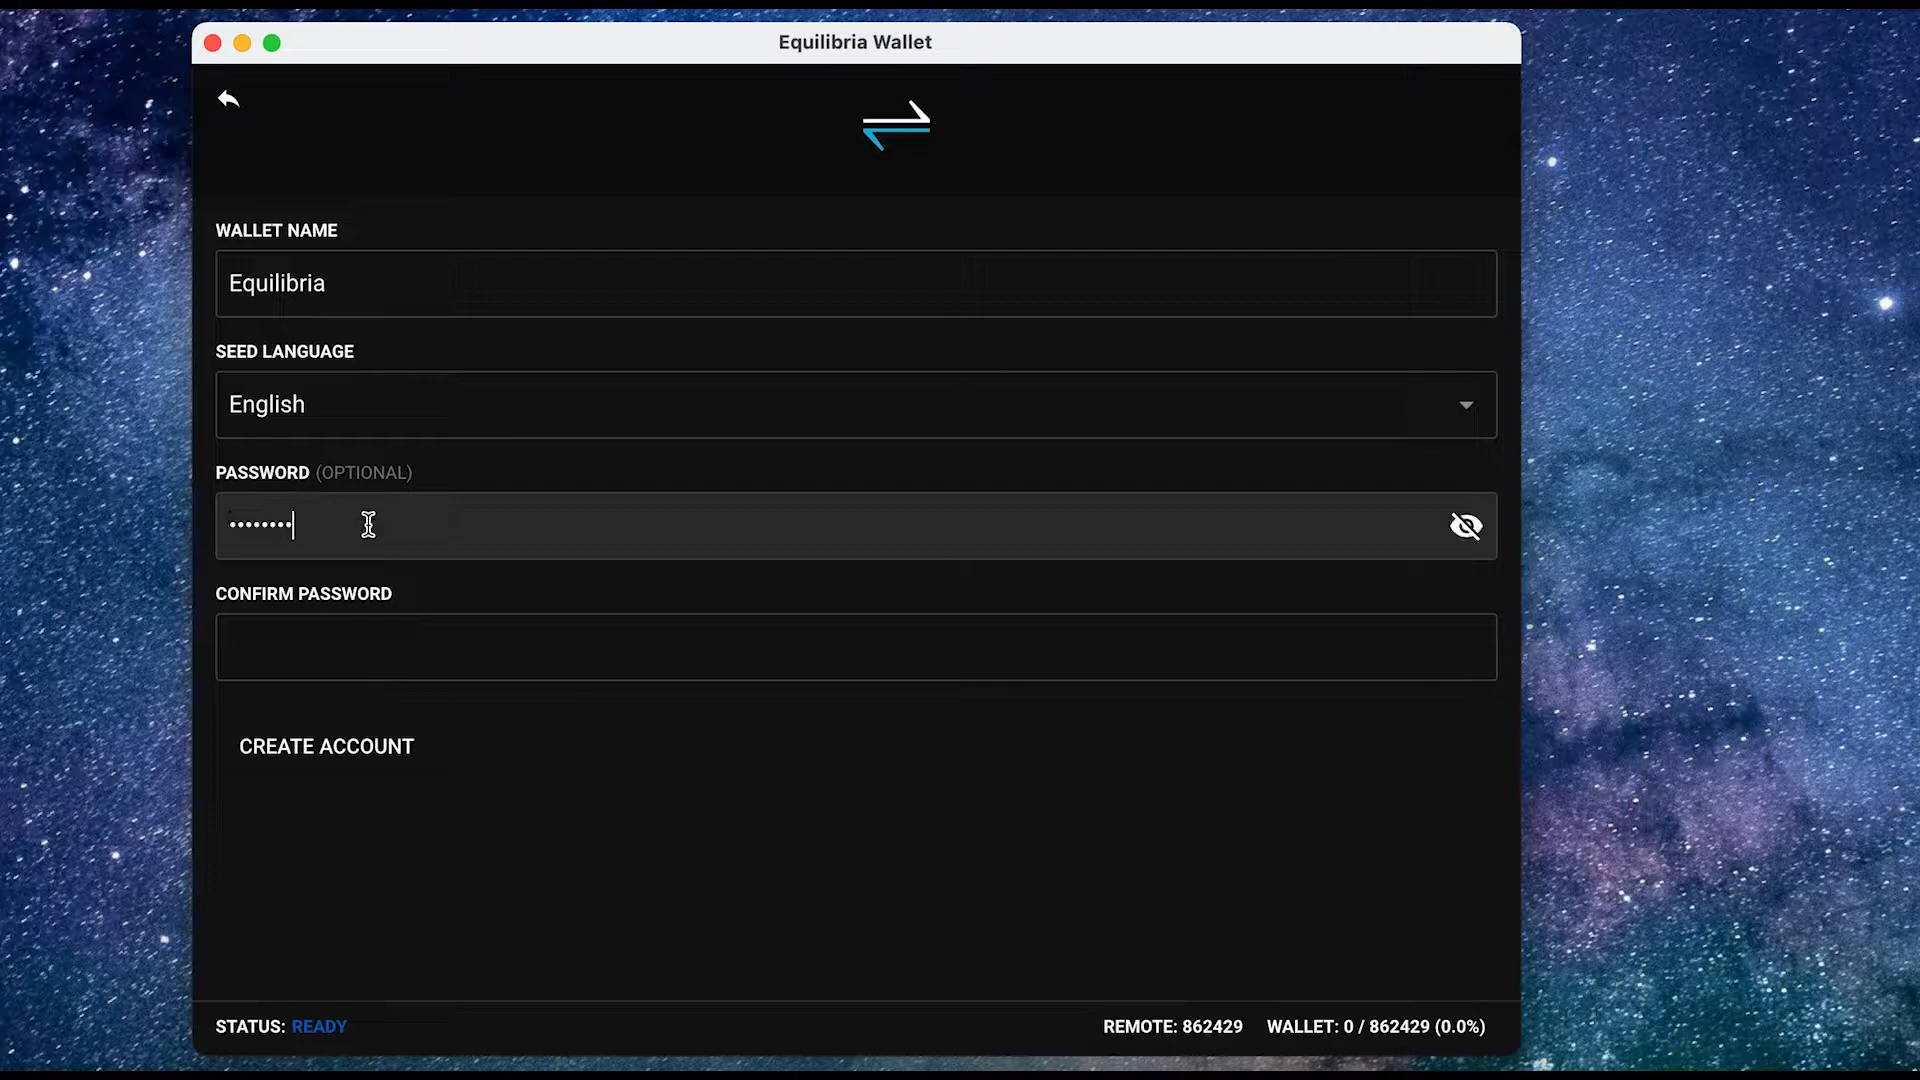 Equilibria Wallet
WALLET NAME
Equilibria
SEED LANGUAGE
English
PASSWORD (OPTIONAL)
••••••••
CONFIRM PASSWORD
CREATE ACCOUNT
STATUS: READY REMOTE: 862429 WALLET: 0 / 862429 (0.0%)